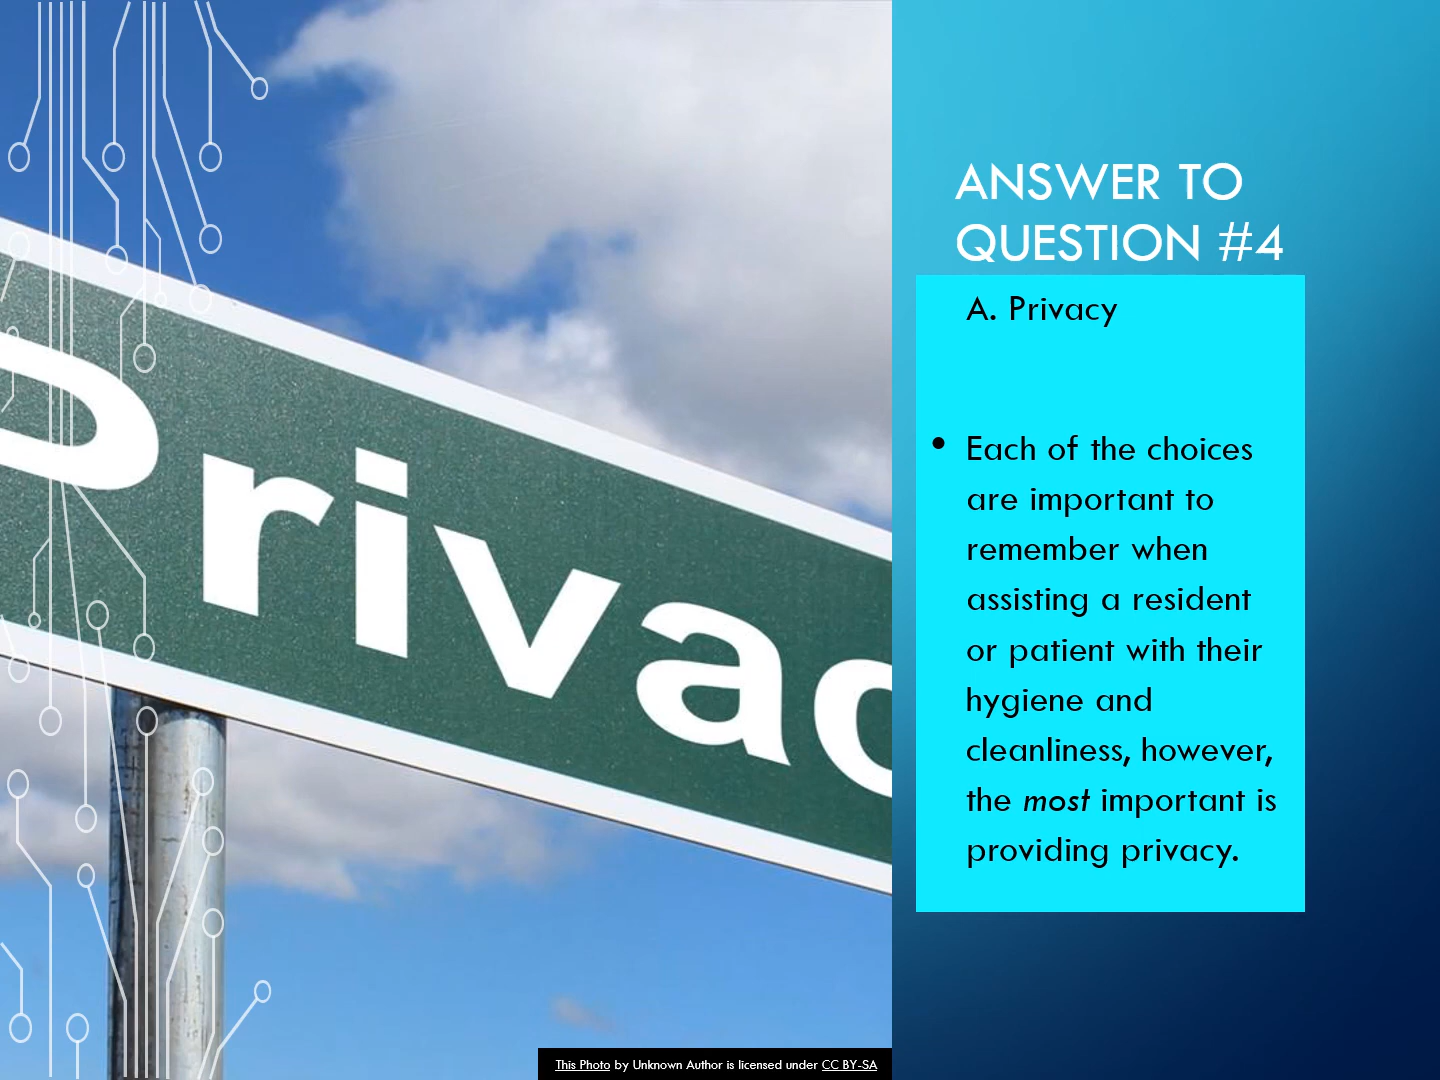 Privac
ANSWER TO
QUESTION #4
A. Privacy
• Each of the choices
are important to
remember when
assisting a resident
or patient with their
hygiene and
cleanliness, however,
the most important is
providing privacy.
This Photo by Unknown Author is licensed under CC BY-SA